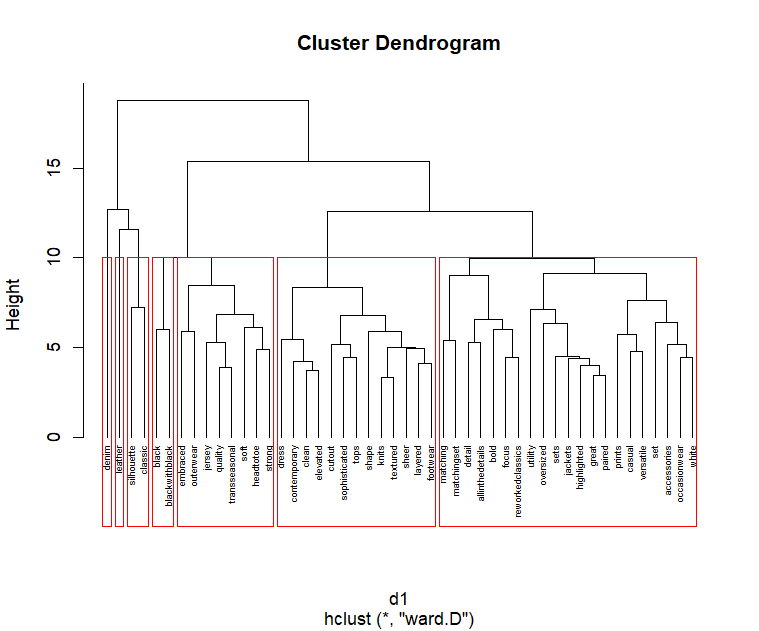 Cluster Dendrogram
Height
15
10
5
0
denim
leather
silhouette
classic
black
blackwithblack
embraced
outerwear
jersey
quality
transseasonal
soft
headtotoe
strong
dress
contemporary
clean
elevated
cutout
sophisticated
tops
shape
knits
textured
sheer
layered
footwear
matching
matchingset
detail
allinthedetails
bold
focus
reworkedclassics
utility
oversized
sets
jackets
highlighted
great
paired
prints
casual
versatile
set
accessories
occasionwear
white
d1
hclust (*, "ward.D")